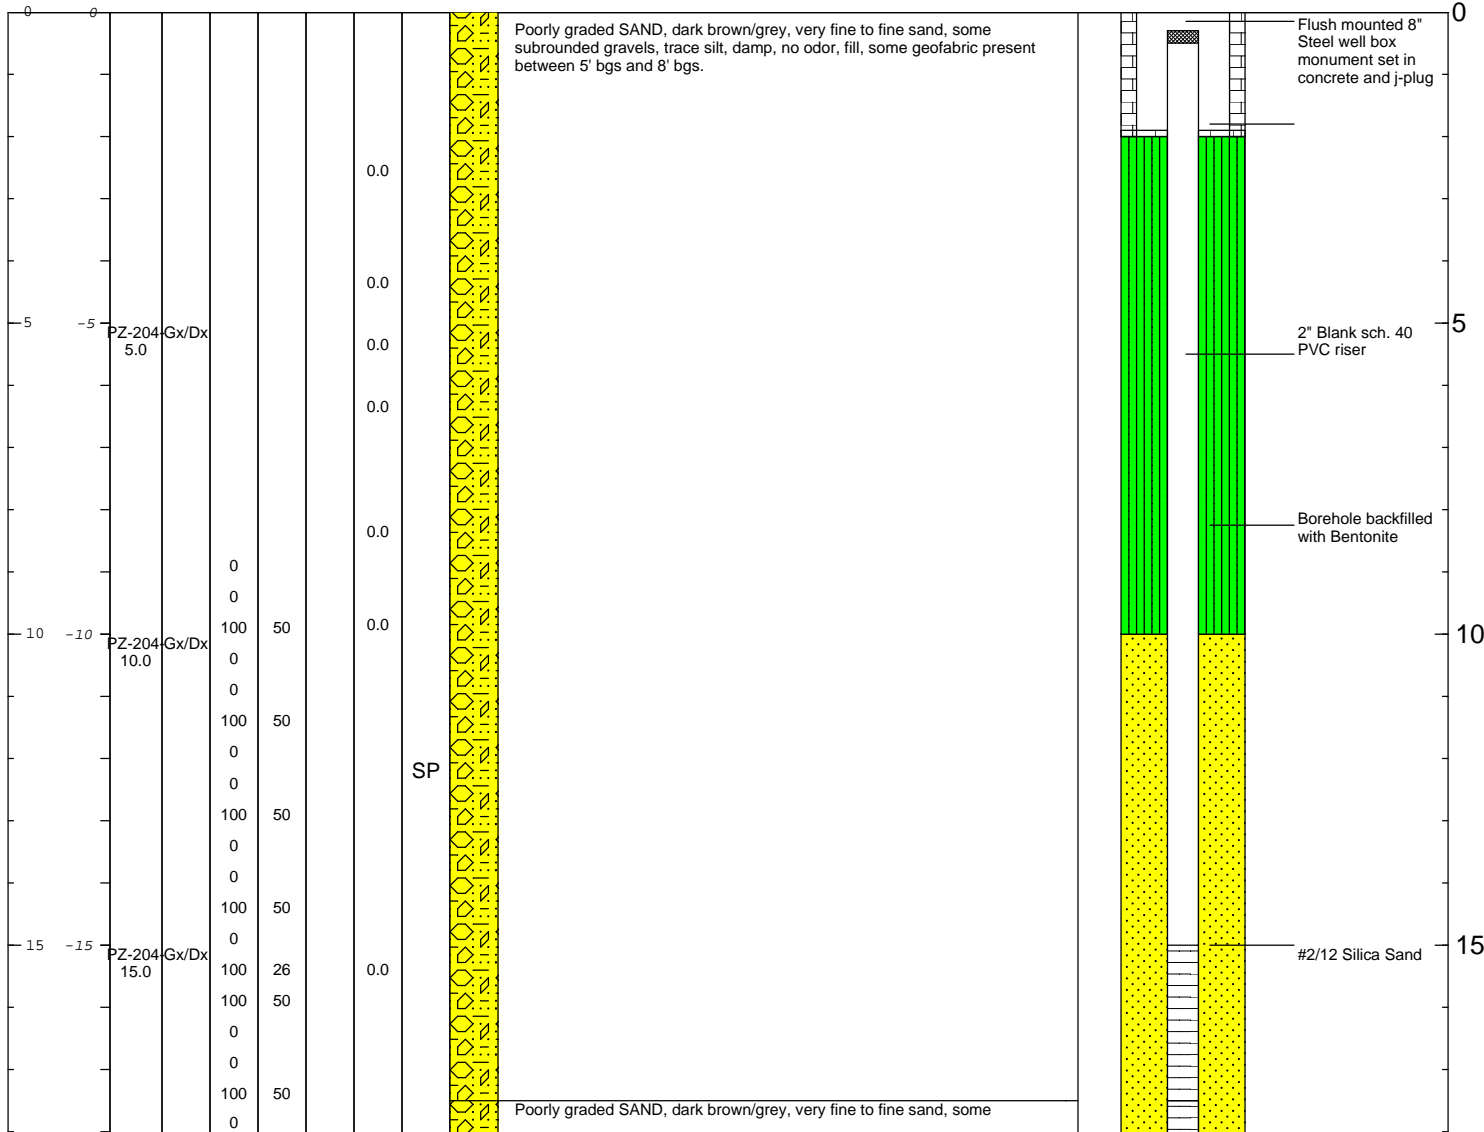 0 0 Poorly graded SAND, dark brown/grey, very fine to fine sand, some Flush mounted 8" 0
subrounded gravels, trace silt, damp, no odor, fill, some geofabric present Steel well box
between 5' bgs and 8' bgs. monument set in
concrete and j-plug
0.0
0.0
5 -5 5
PZ-204-Gx/Dx 2" Blank sch. 40
5.0 0.0 PVC riser
0.0
0.0 Borehole backfilled
with Bentonite
0
0
100 50 0.0
10 -10 10
PZ-204-Gx/Dx
10.0 0
0
100 50
0
SP
0
100 50
0
0
100 50
0
15 -15 15
PZ-204-Gx/Dx #2/12 Silica Sand
15.0 100 26 0.0
100 50
0
0
100 50
Poorly graded SAND, dark brown/grey, very fine to fine sand, some
0